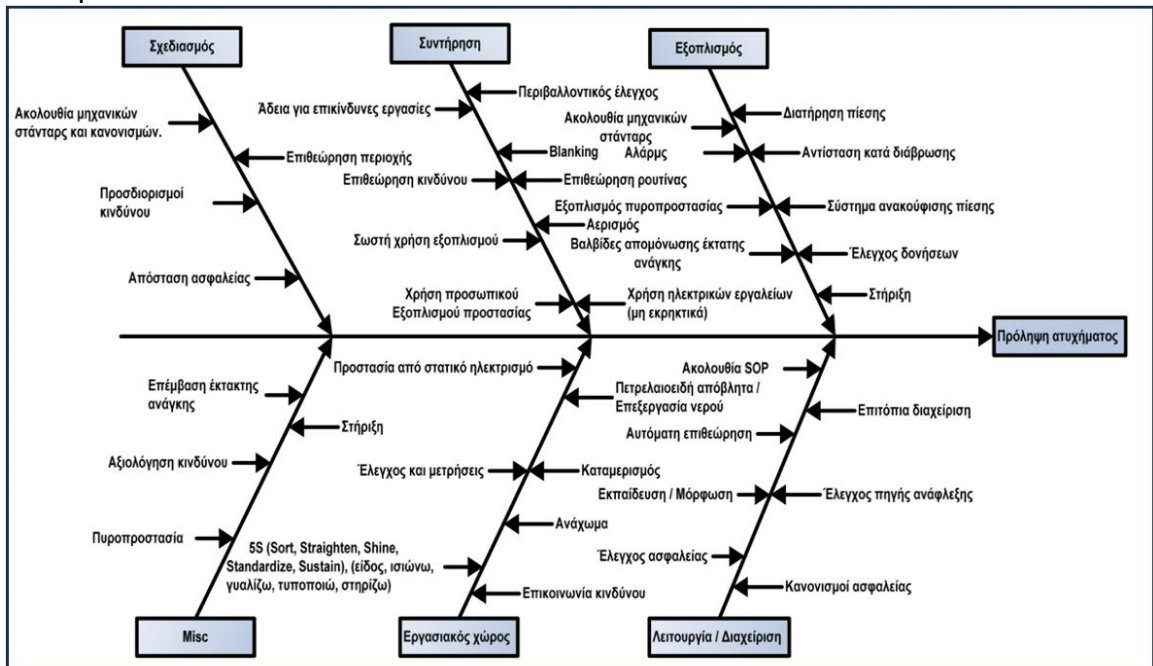 Σχεδιασμός
Συντήρηση
Εξοπλισμός
Ακολουθία μηχανικών
στάνταρς και κανονισμών.
Επιθεώρηση περιοχής
Προσδιορισμοί
κινδύνου
Απόσταση ασφαλείας
Περιβαλλοντικός έλεγχος
Άδεια για επικίνδυνες εργασίες
Blanking
Επιθεώρηση κινδύνου
Επιθεώρηση ρουτίνας
Αερισμός
Σωστή χρήση εξοπλισμού
Χρήση προσωπικού
Εξοπλισμού προστασίας
Χρήση ηλεκτρικών εργαλείων
(μη εκρηκτικά)
Διατήρηση πίεσης
Ακολουθία μηχανικών
στάνταρς
Αλάρμς
Αντίσταση κατά διάβρωσης
Εξοπλισμός πυροπροστασίας
Σύστημα ανακούφισης πίεσης
Βαλβίδες απομόνωσης έκτατης
ανάγκης
Έλεγχος δονήσεων
Στήριξη
Πρόληψη ατυχήματος
Επέμβαση έκτακτης
ανάγκης
Στήριξη
Αξιολόγηση κινδύνου
Πυροπροστασία
Προστασία από στατικό ηλεκτρισμό
Πετρελαιοειδή απόβλητα /
Επεξεργασία νερού
Έλεγχος και μετρήσεις
Καταμερισμός
Ανάχωμα
5S (Sort, Straighten, Shine,
Standardize, Sustain), (είδος, ισιώνω,
γυαλίζω, τυποποιώ, στηρίζω)
Επικοινωνία κινδύνου
Ακολουθία SOP
Επιτόπια διαχείριση
Αυτόματη επιθεώρηση
Εκπαίδευση / Μόρφωση
Έλεγχος πηγής ανάφλεξης
Έλεγχος ασφαλείας
Κανονισμοί ασφαλείας
Misc
Εργασιακός χώρος
Λειτουργία / Διαχείριση